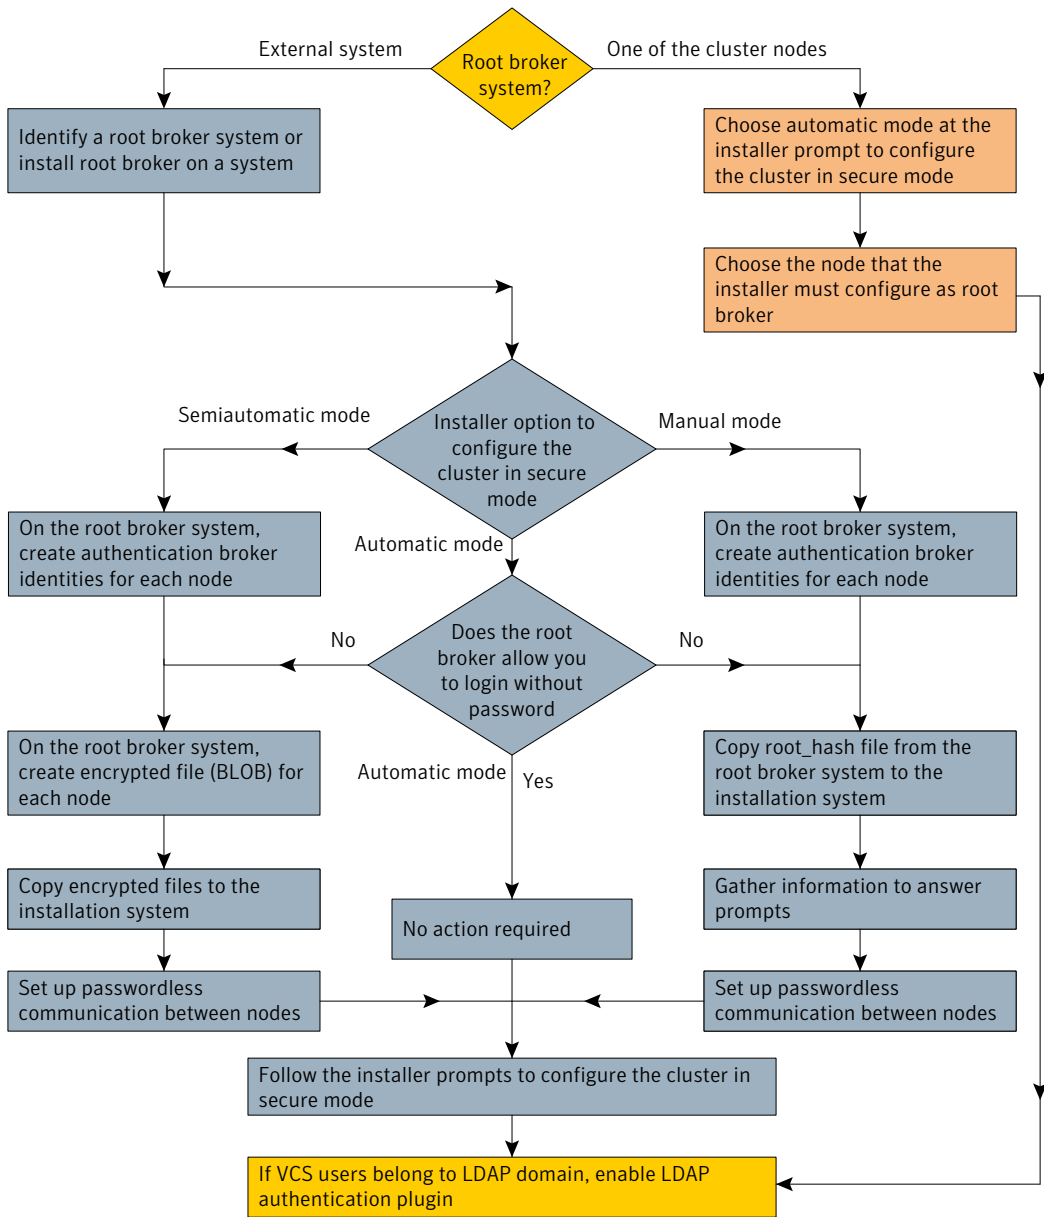 External system
One of the cluster nodes
Root broker
system?
Identify a root broker system or
install root broker on a system
Choose automatic mode at the
installer prompt to configure
the cluster in secure mode
Choose the node that the
installer must configure as root
broker
Semiautomatic mode
Installer option to
configure the
cluster in secure
mode
Manual mode
On the root broker system,
create authentication broker
identities for each node
Automatic mode
On the root broker system,
create authentication broker
identities for each node
No
Does the root
broker allow you
to login without
password
No
On the root broker system,
create encrypted file (BLOB) for
each node
Automatic mode
Yes
Copy root_hash file from the
root broker system to the
installation system
Copy encrypted files to the
installation system
No action required
Gather information to answer
prompts
Set up passwordless
communication between nodes
Set up passwordless
communication between nodes
Follow the installer prompts to configure the cluster in
secure mode
If VCS users belong to LDAP domain, enable LDAP
authentication plugin